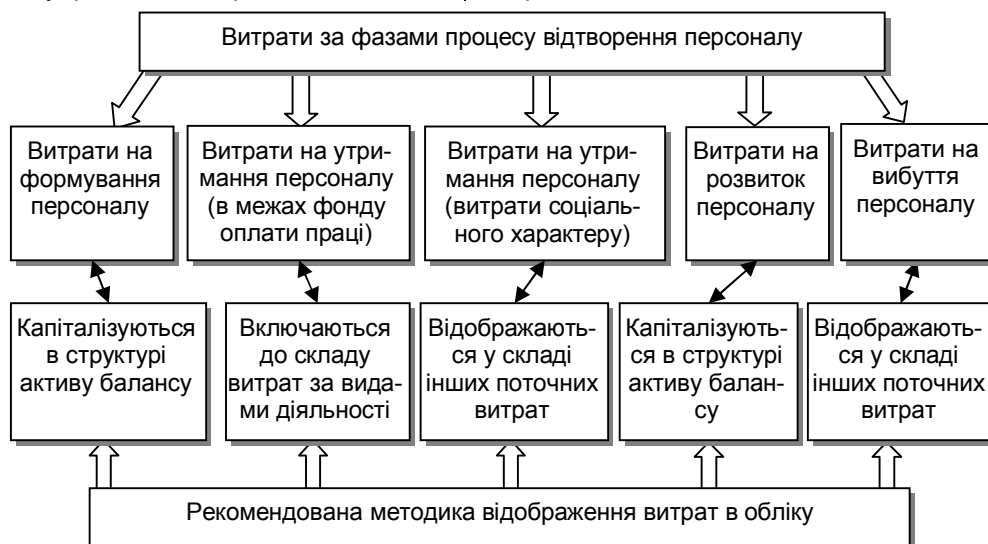 Витрати за фазами процесу відтворення персоналу
Витрати на
формування
персоналу
Витрати на утри-
мання персоналу
(в межах фонду
оплати праці)
Витрати на утри-
мання персоналу
(витрати соціаль-
ного характеру)
Витрати на
розвиток
персоналу
Витрати на
вибуття
персоналу
Капіталізуються
в структурі
активу балансу
Включаються
до складу
витрат за вида-
ми діяльності
Відображають-
ся у складі
інших поточних
витрат
Капіталізують-
ся в структурі
активу балан-
су
Відображають-
ся у складі
інших поточних
витрат
Рекомендована методика відображення витрат в обліку